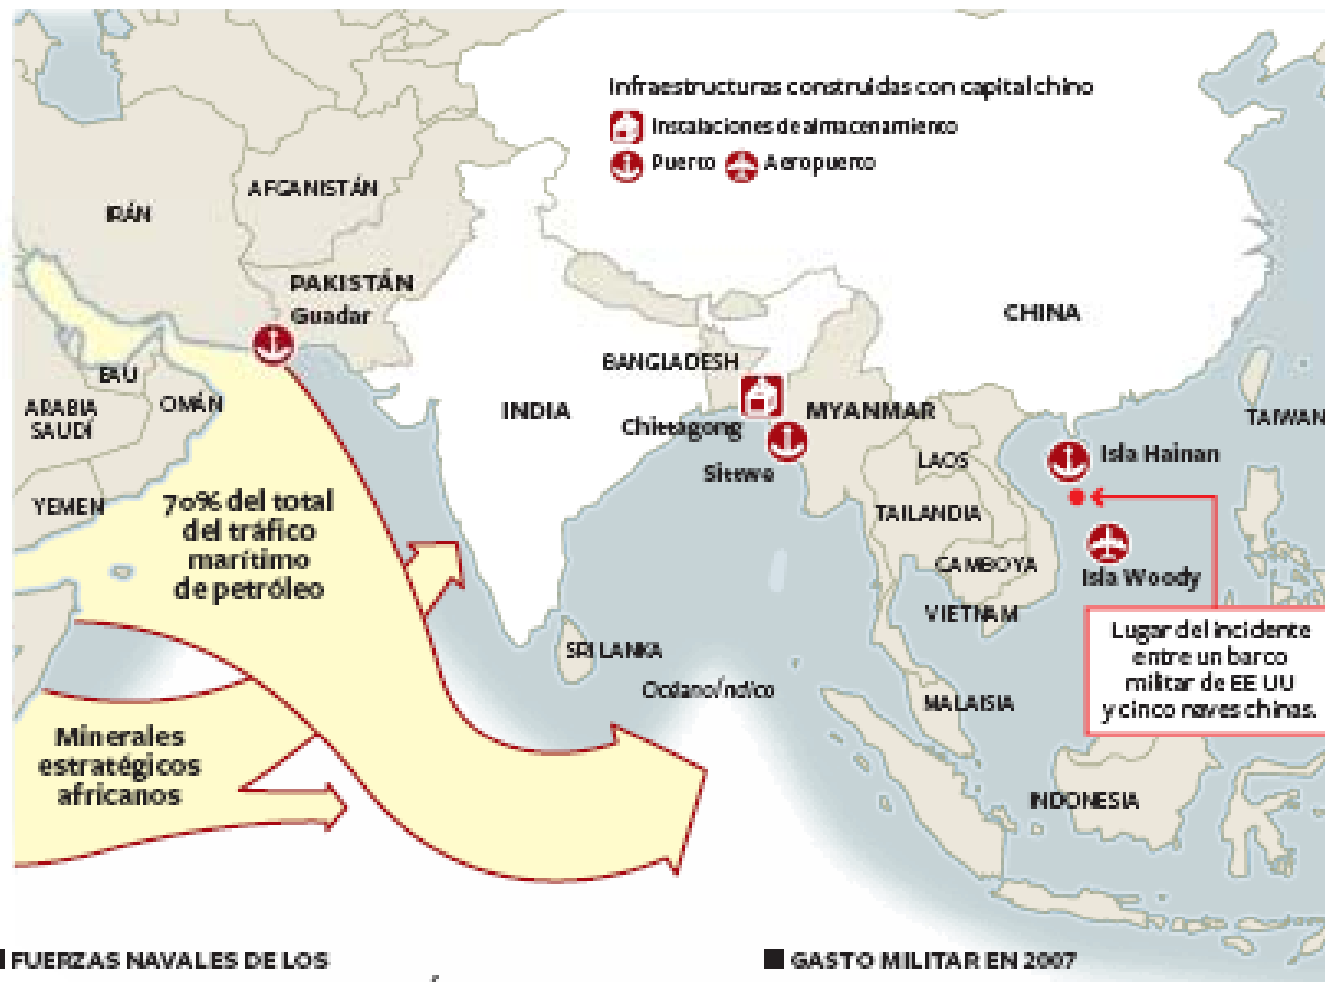 Infraestructuras construidas con capital chino
Instalaciones de almacenamiento
Puerto Aeropuerto
AFGANISTÁN
IRÁN
PAKISTÁN
Guadar
CHINA
BANGLADESH
EAU
ARABIA
SAUDÍ
OMÁN
INDIA
MYANMAR
TAIWAN
Chittagong
Sittwe
LAOS
Isla Hainan
YEMEN
70% del total
del tráfico
marítimo
de petróleo
TAILANDIA
CAMBOYA
Isla Woody
VIETNAM
Lugar del incidente
entre un barco
militar de EE UU
y cinco naves chinas.
SRI LANKA
Océano Índico
MALAISIA
Minerales
estratégicos
africanos
INDONESIA
FUERZAS NAVALES DE LOS
GASTO MILITAR EN 2007